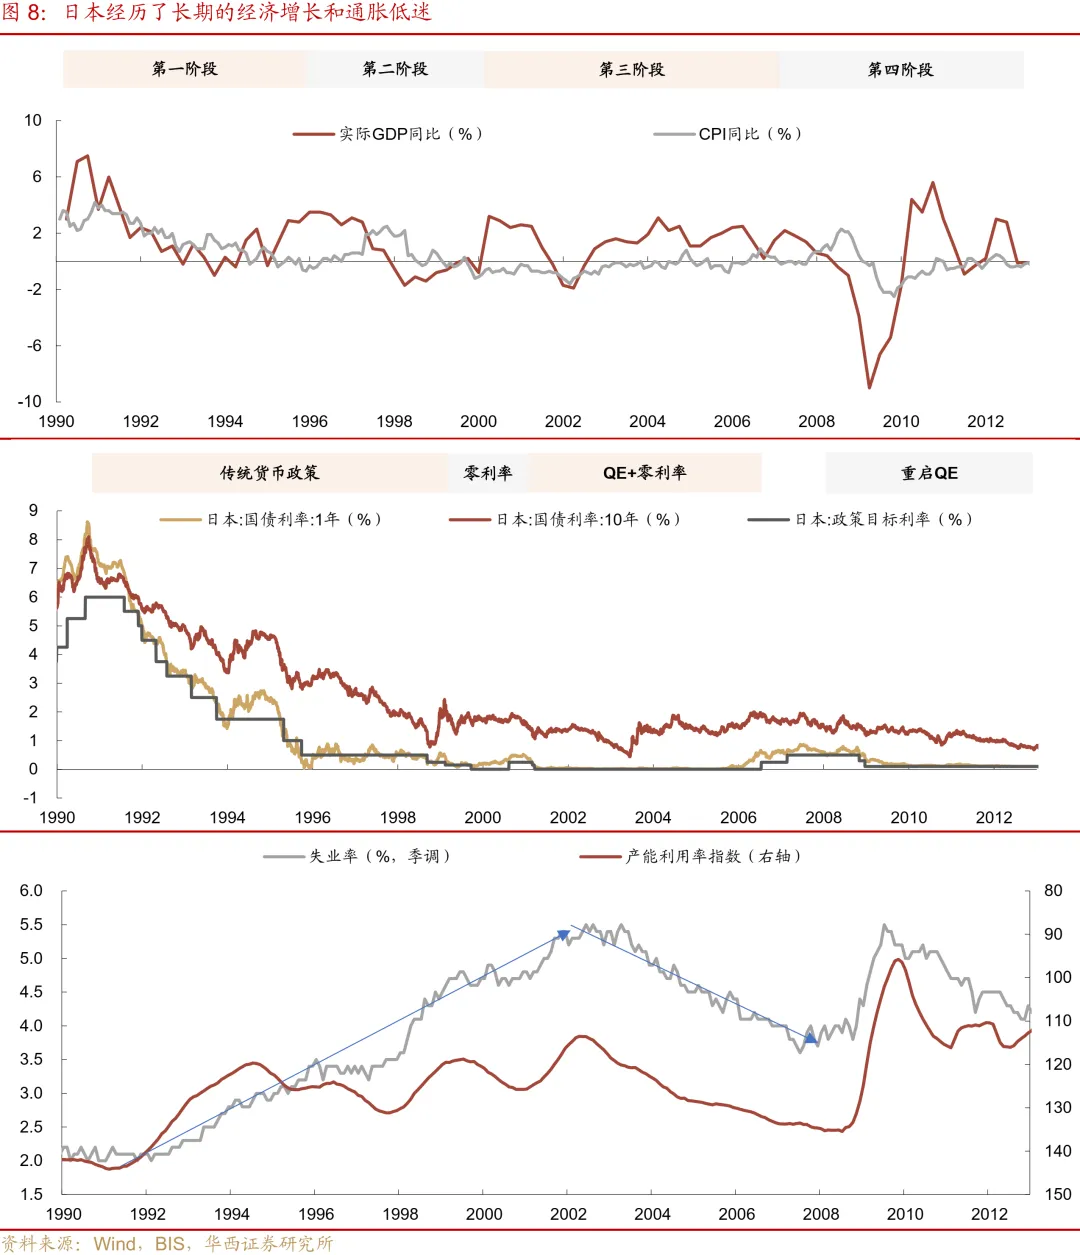 图 8：日本经历了长期的经济增长和通胀低迷
第一阶段 第二阶段 第三阶段 第四阶段
实际GDP同比（%） CPI同比（%）
10
6
2
-2
-6
-10
1990 1992 1994 1996 1998 2000 2002 2004 2006 2008 2010 2012
传统货币政策 零利率 QE+零利率 重启QE
日本:国债利率:1年（%） 日本:国债利率:10年（%） 日本:政策目标利率（%）
9
8
7
6
5
4
3
2
1
0
-1
1990 1992 1994 1996 1998 2000 2002 2004 2006 2008 2010 2012
失业率（%，季调） 产能利用率指数（右轴）
6.0 80
5.5 90
5.0 100
4.5 110
4.0 120
3.5 130
3.0 140
2.5 150
2.0
1.5
1990 1992 1994 1996 1998 2000 2002 2004 2006 2008 2010 2012
资料来源：Wind，BIS，华西证券研究所